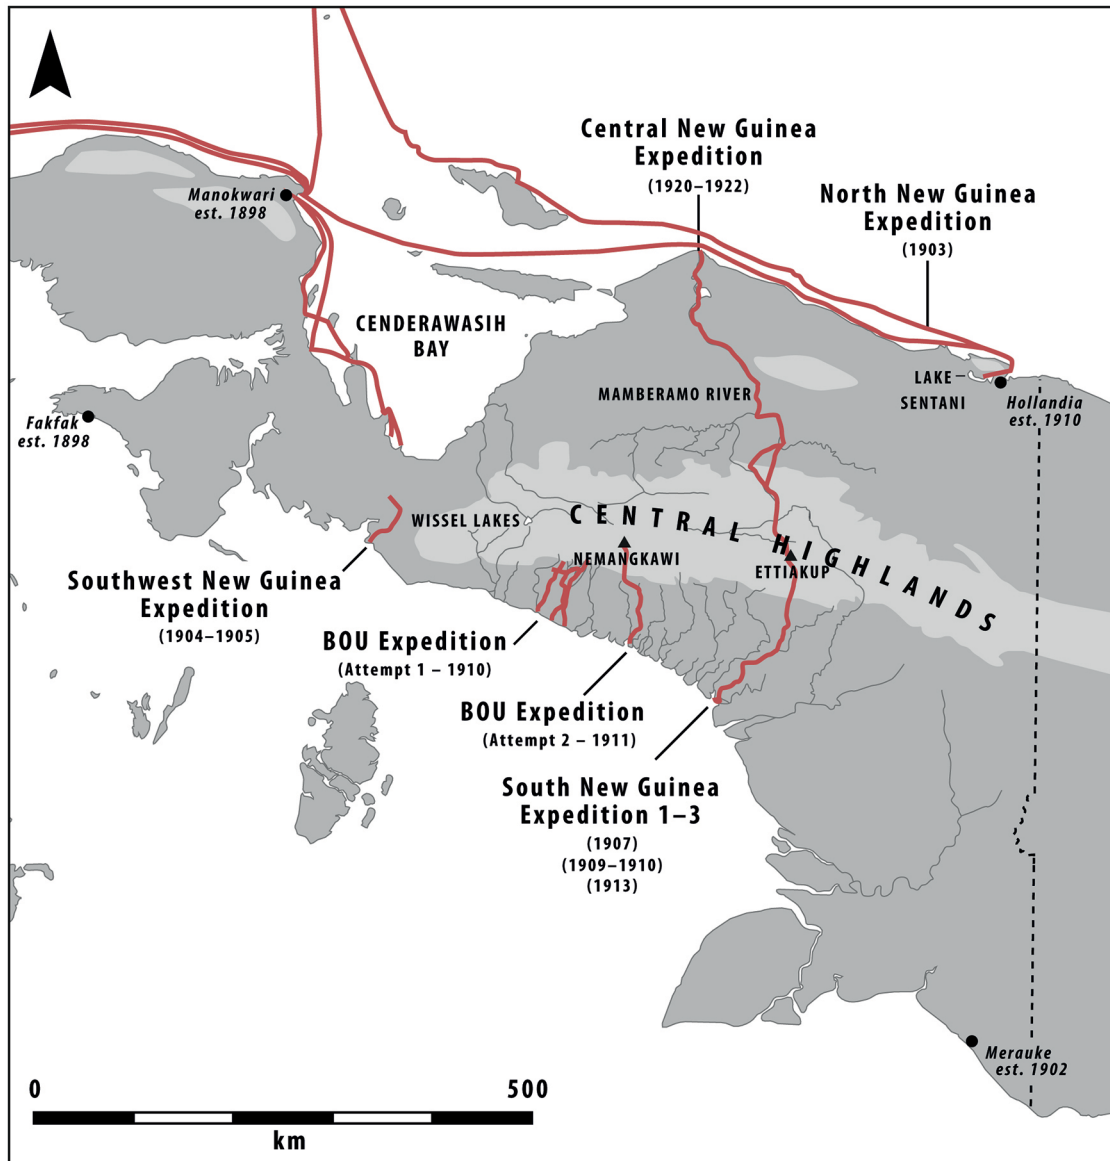 Central New Guinea
Expedition
(1920–1922)
North New Guinea
Expedition
(1903)
Manokwari
est. 1898
CENDERAWASIH
BAY
MAMBERAMO RIVER
LAKE
SENTANI
Hollandia
est. 1910
Fakfak
est. 1898
WISSEL LAKES
CENTRAL HIGHLANDS
NEMANGKAWI
ETTIAKUP
Southwest New Guinea
Expedition
(1904–1905)
BOU Expedition
(Attempt 1 – 1910)
BOU Expedition
(Attempt 2 – 1911)
South New Guinea
Expedition 1–3
(1907)
(1909–1910)
(1913)
Merauke
est. 1902
0 500
km